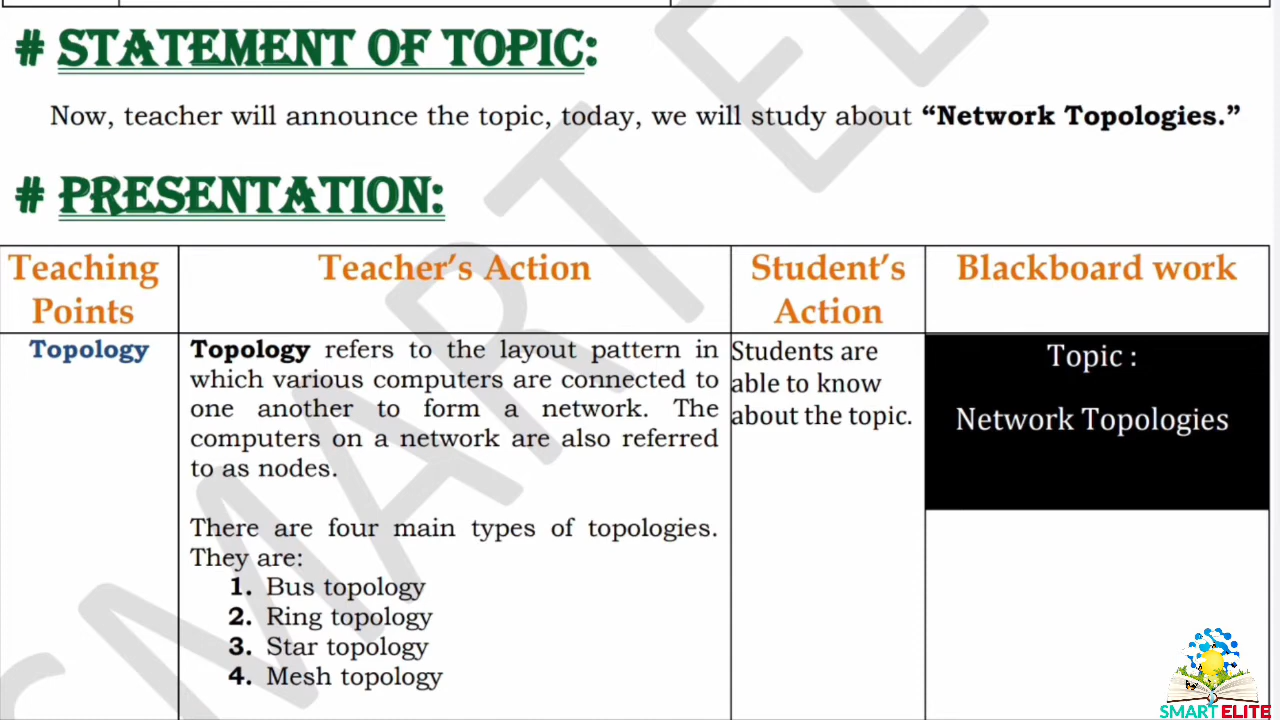 # STATEMENT OF TOPIC:
Now, teacher will announce the topic, today, we will study about “Network Topologies.”
# PRESENTATION:
Teaching
Points
Teacher’s Action
Student’s
Action
Blackboard work
Topology
Topology refers to the layout pattern in
which various computers are connected to
one another to form a network. The
computers on a network are also referred
to as nodes.
There are four main types of topologies.
They are:
1. Bus topology
2. Ring topology
3. Star topology
4. Mesh topology
Students are
able to know
about the topic.
Topic :
Network Topologies
SMART EL
SMART ELITE